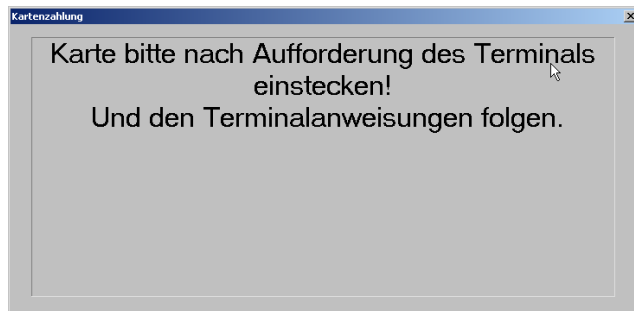 Kartenzahlung
Karte bitte nach Aufforderung des Terminals
einstecken!
Und den Terminalanweisungen folgen.